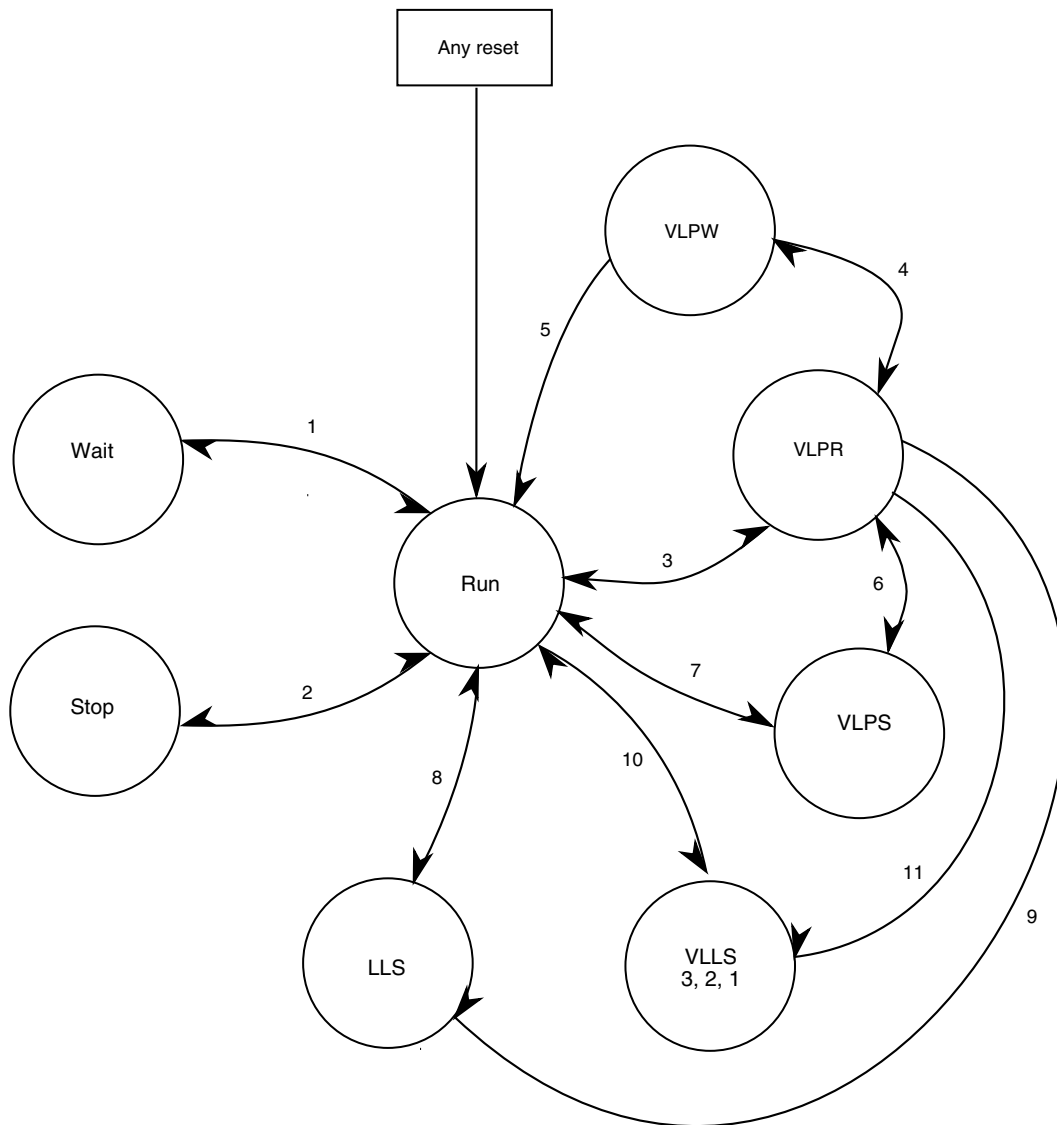 Any reset
VLPW
4
5
Wait
1
VLPR
Run
3
6
Stop
2
7
VLPS
8
10
11
9
LLS
VLLS
3, 2, 1